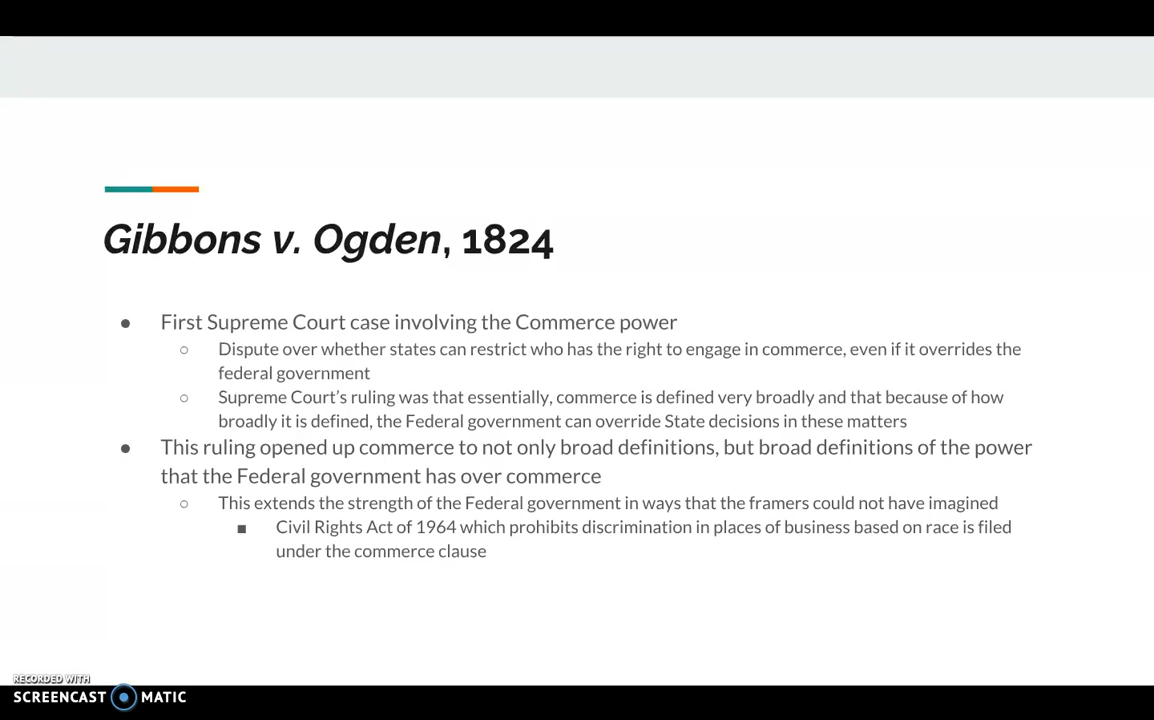 Gibbons v. Ogden, 1824
● First Supreme Court case involving the Commerce power
○ Dispute over whether states can restrict who has the right to engage in commerce, even if it overrides the
federal government
○ Supreme Court's ruling was that essentially, commerce is defined very broadly and that because of how
broadly it is defined, the Federal government can override State decisions in these matters
● This ruling opened up commerce to not only broad definitions, but broad definitions of the power
that the Federal government has over commerce
○ This extends the strength of the Federal government in ways that the framers could not have imagined
■ Civil Rights Act of 1964 which prohibits discrimination in places of business based on race is filed
under the commerce clause
RECORDED WITH
SCREENCAST MATIC